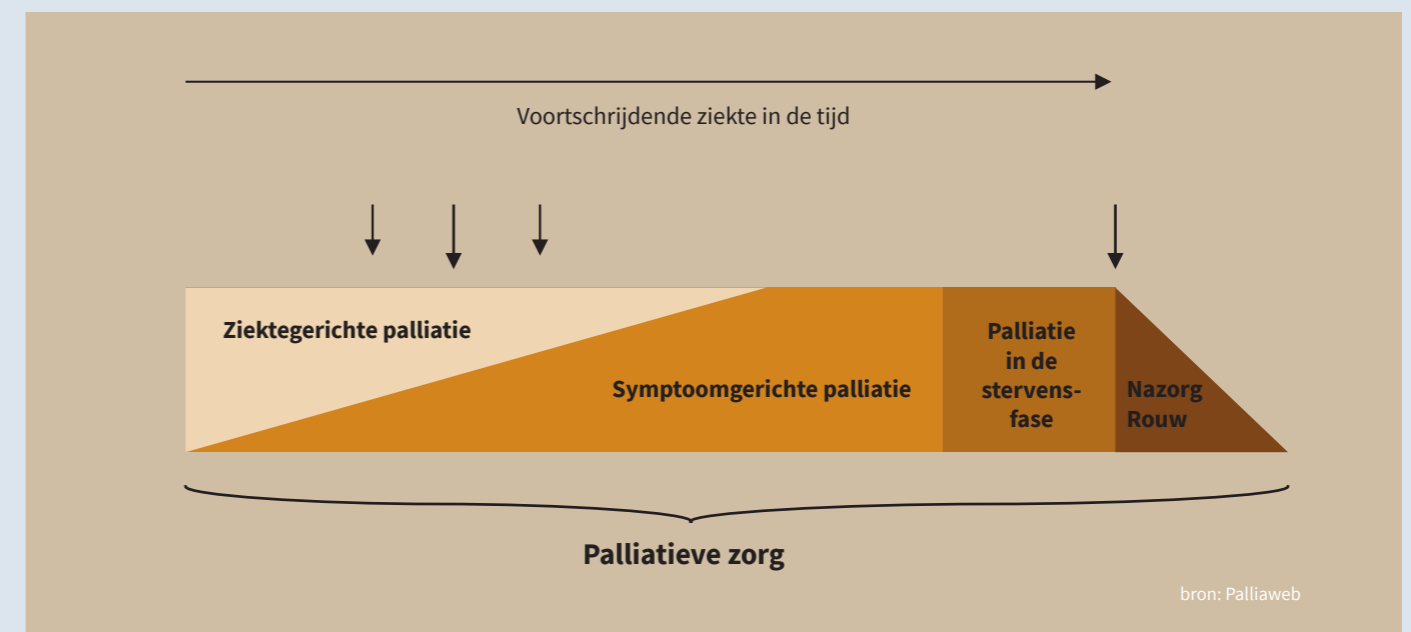 Voortschrijdende ziekte in de tijd
Ziektegerichte palliatie
Symptoomgerichte palliatie
Palliatie
in de
stervens-
fase
Nazorg
Rouw
Palliatieve zorg
bron: Palliaweb